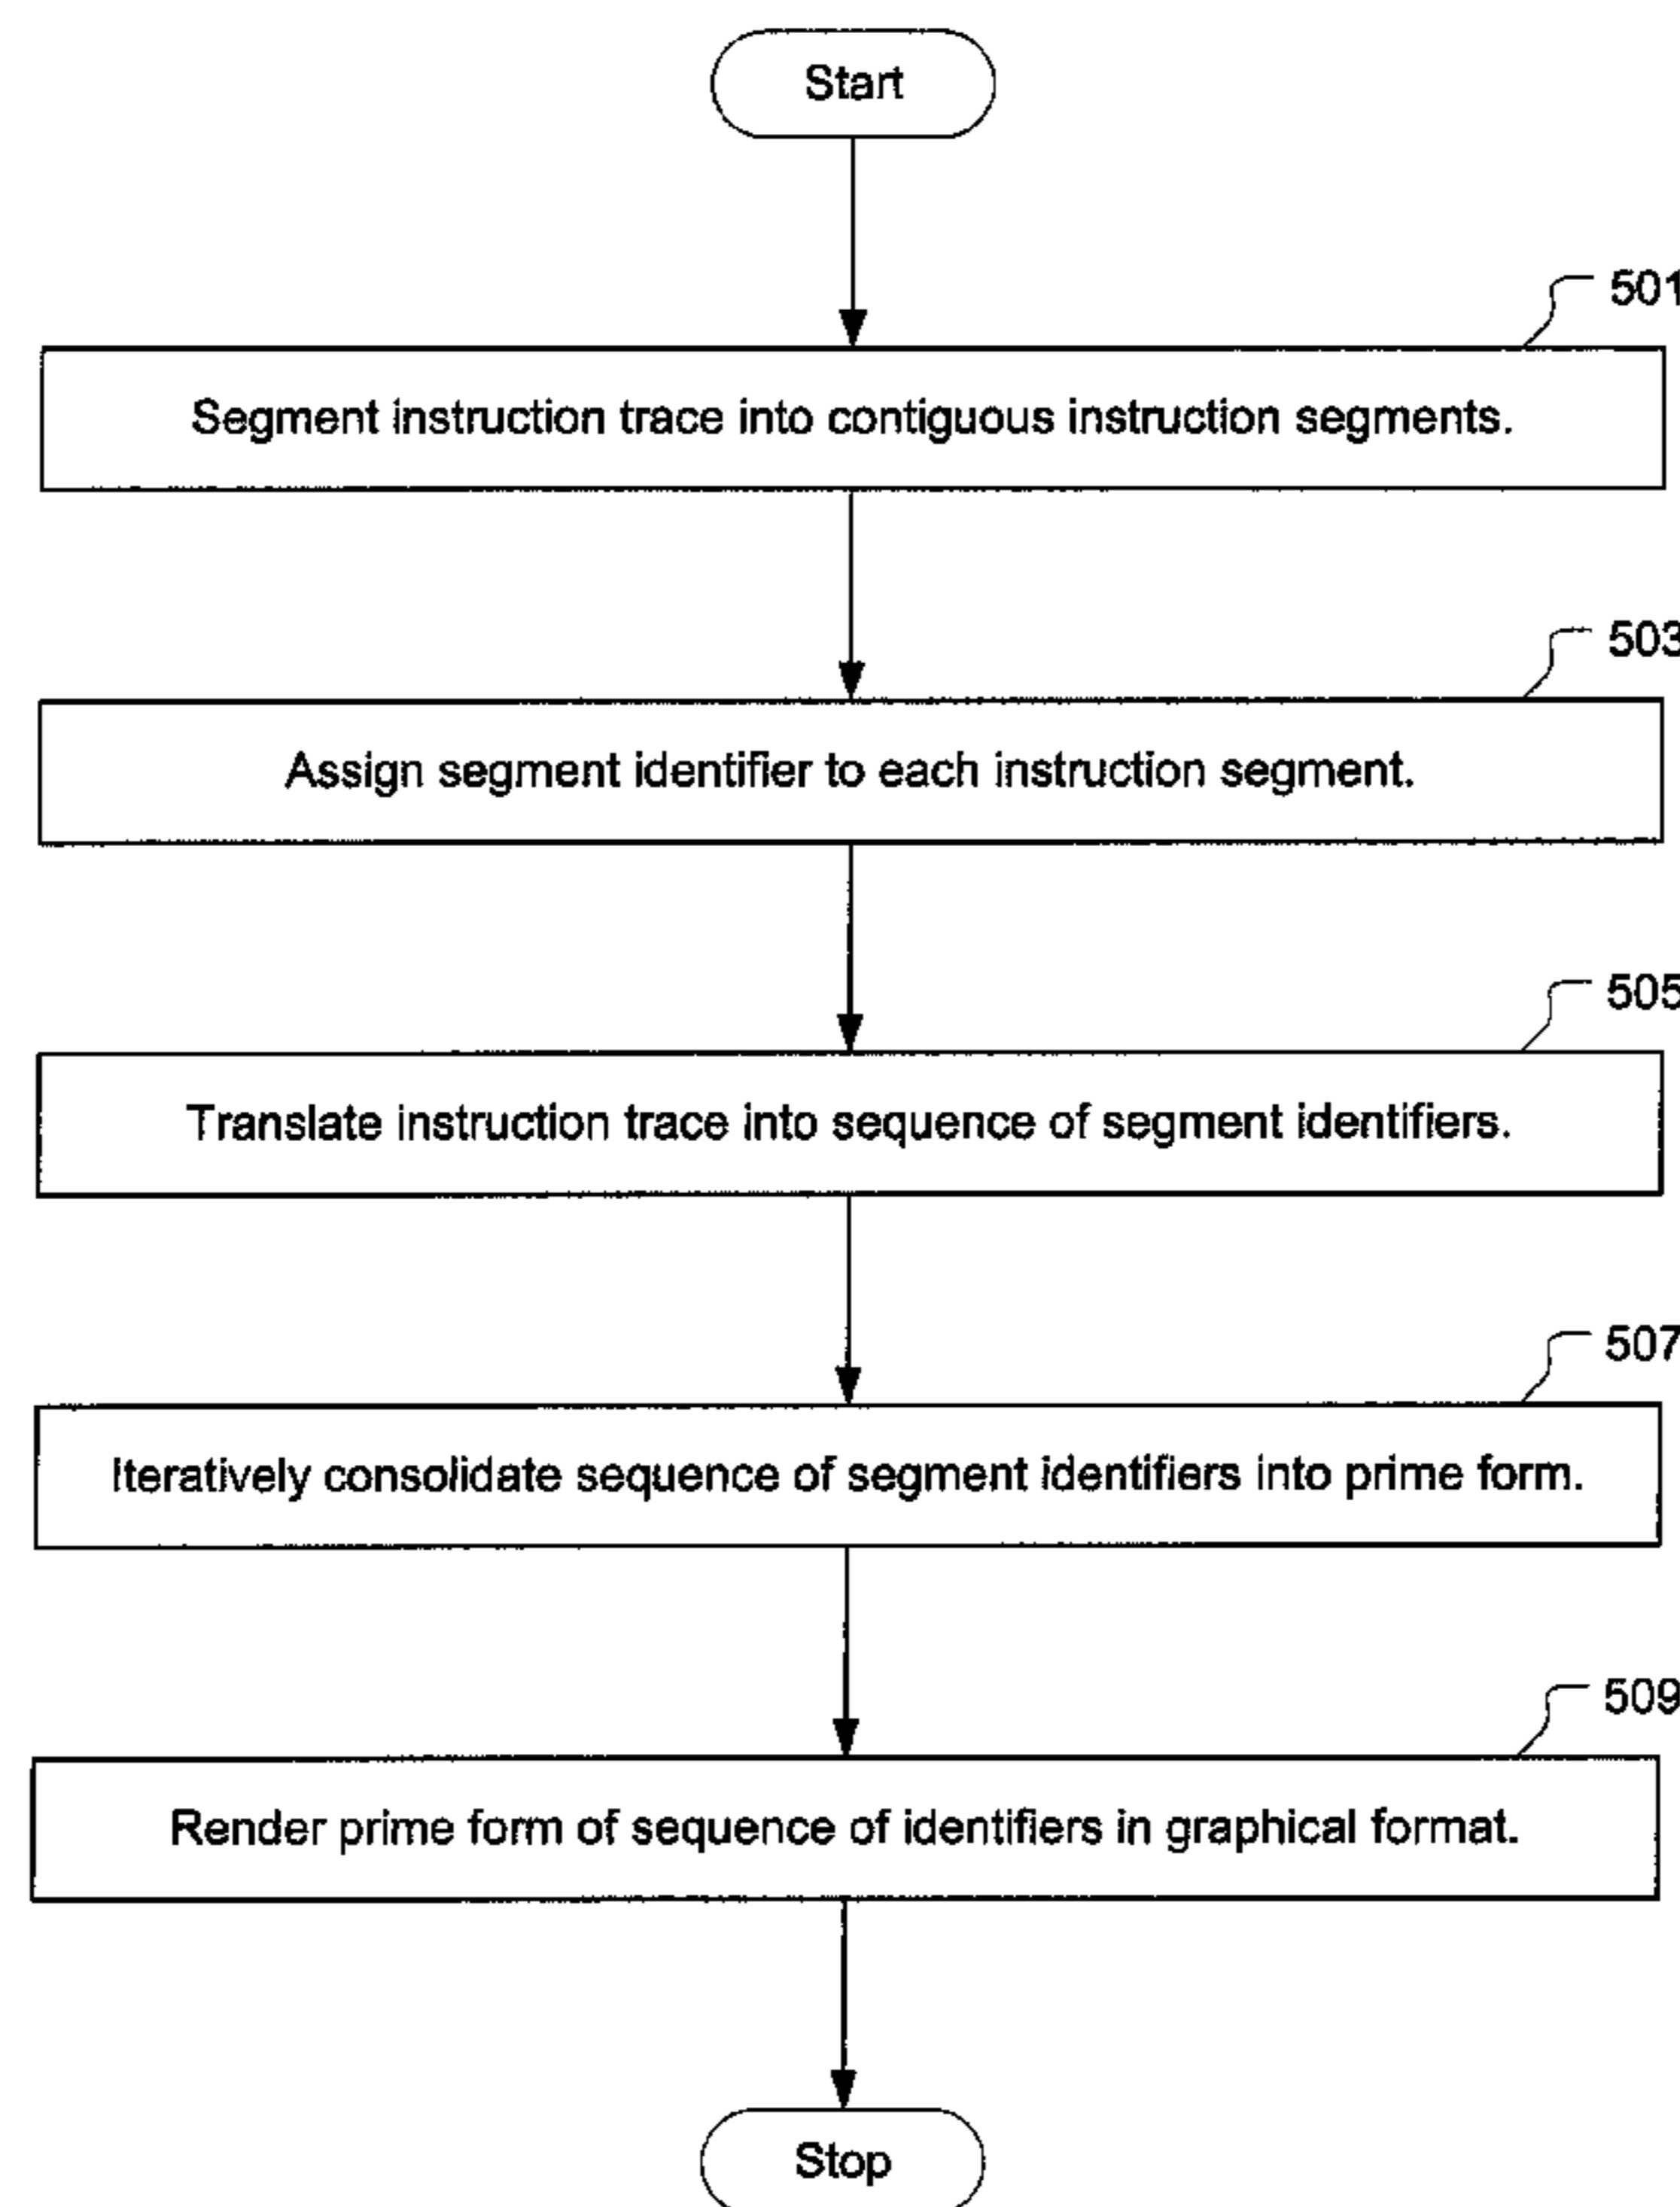 Start
501
Segment instruction trace into contiguous instruction segments.
503
Assign segment identifier to each instruction segment.
505
Translate instruction trace into sequence of segment identifiers.
507
Iteratively consolidate sequence of segment identifiers into prime form.
509
Render prime form of sequence of identifiers in graphical format.
Stop